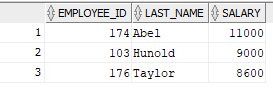 EMPLOYEE_ID LAST_NAME SALARY
1 174 Abel 11000
2 103 Hunold 9000
3 176 Taylor 8600